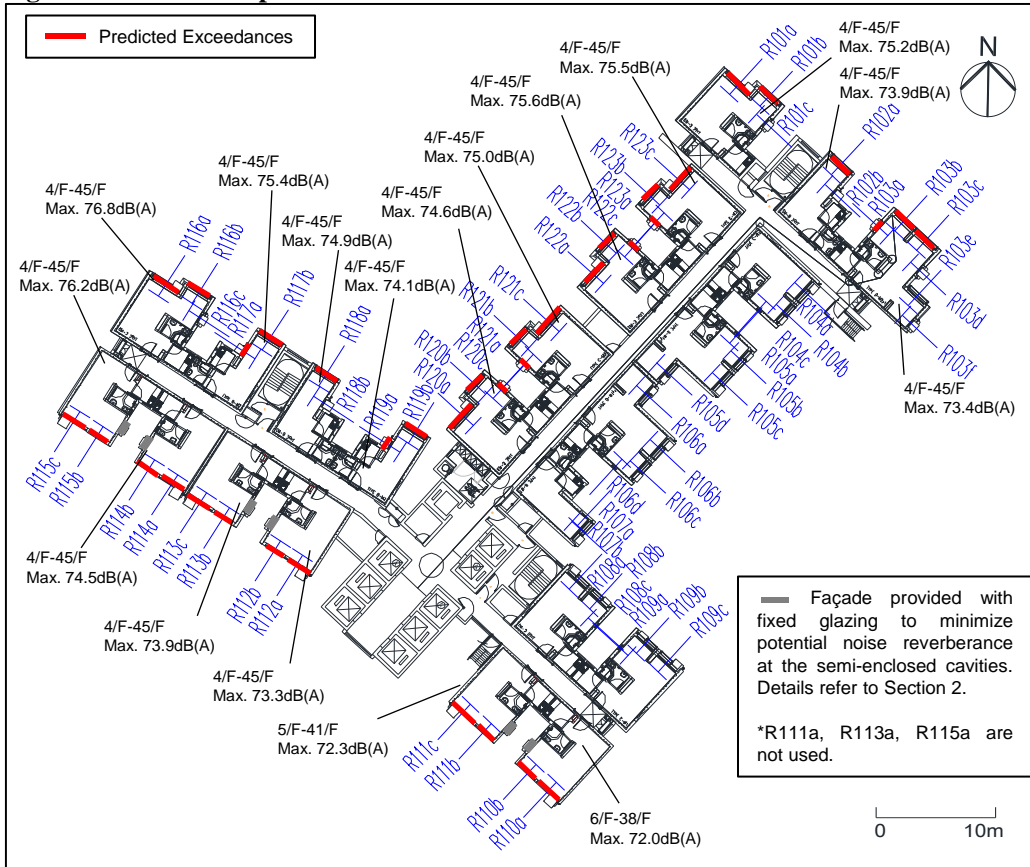 Predicted Exceedances
N
4/F-45/F
Max. 75.2dB(A)
4/F-45/F
Max. 75.5dB(A)
4/F-45/F
Max. 73.9dB(A)
4/F-45/F
Max. 75.6dB(A)
4/F-45/F
Max. 75.0dB(A)
4/F-45/F
Max. 75.4dB(A)
4/F-45/F
Max. 74.6dB(A)
4/F-45/F
Max. 76.8dB(A)
4/F-45/F
Max. 74.9dB(A)
4/F-45/F
Max. 74.1dB(A)
4/F-45/F
Max. 76.2dB(A)
4/F-45/F
Max. 73.4dB(A)
4/F-45/F
Max. 74.5dB(A)
4/F-45/F
Max. 73.9dB(A)
4/F-45/F
Max. 73.3dB(A)
5/F-41/F
Max. 72.3dB(A)
6/F-38/F
Max. 72.0dB(A)
R101a
R101b
R101c
R102a
R102b
R103a
R103b
R103c
R103e
R103d
R103f
R104a
R104c
R104b
R105a
R105b
R105c
R105d
R106a
R106b
R106c
R106d
R107a
R107b
R108a
R108b
R108c
R109a
R109b
R109c
R110a
R110b
R111b
R111c
R112a
R112b
R113b
R113c
R114a
R114b
R115b
R115c
R116a
R116b
R116c
R117a
R117b
R118a
R118b
R119a
R119b
R120a
R120b
R120c
R121a
R121b
R121c
R122a
R122b
R122c
R123a
R123b
R123c
Façade provided with
fixed glazing to minimize
potential noise reverberance
at the semi-enclosed cavities.
Details refer to Section 2.
*R111a, R113a, R115a are
not used.
0 10m